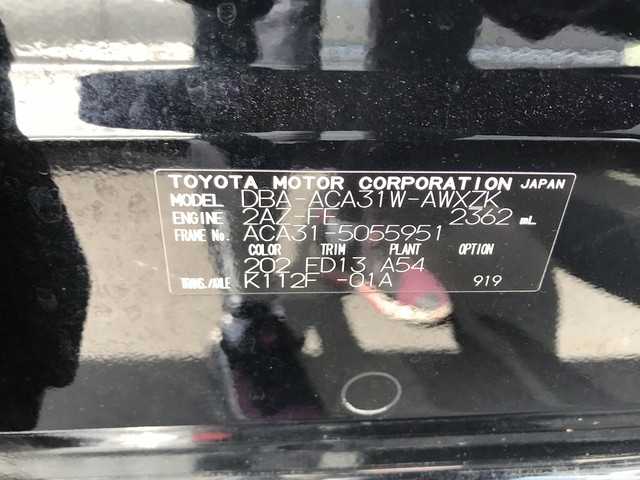 TOYOTA MOTOR CORPORATION JAPAN
MODEL DBA-ACA31W-AWXZK
ENGINE 2AZ-FE 2362 mL
FRAME No. ACA31-5055951
COLOR TRIM PLANT OPTION
202 FD13 A54
TRANS./AXLE K112F -01A 919